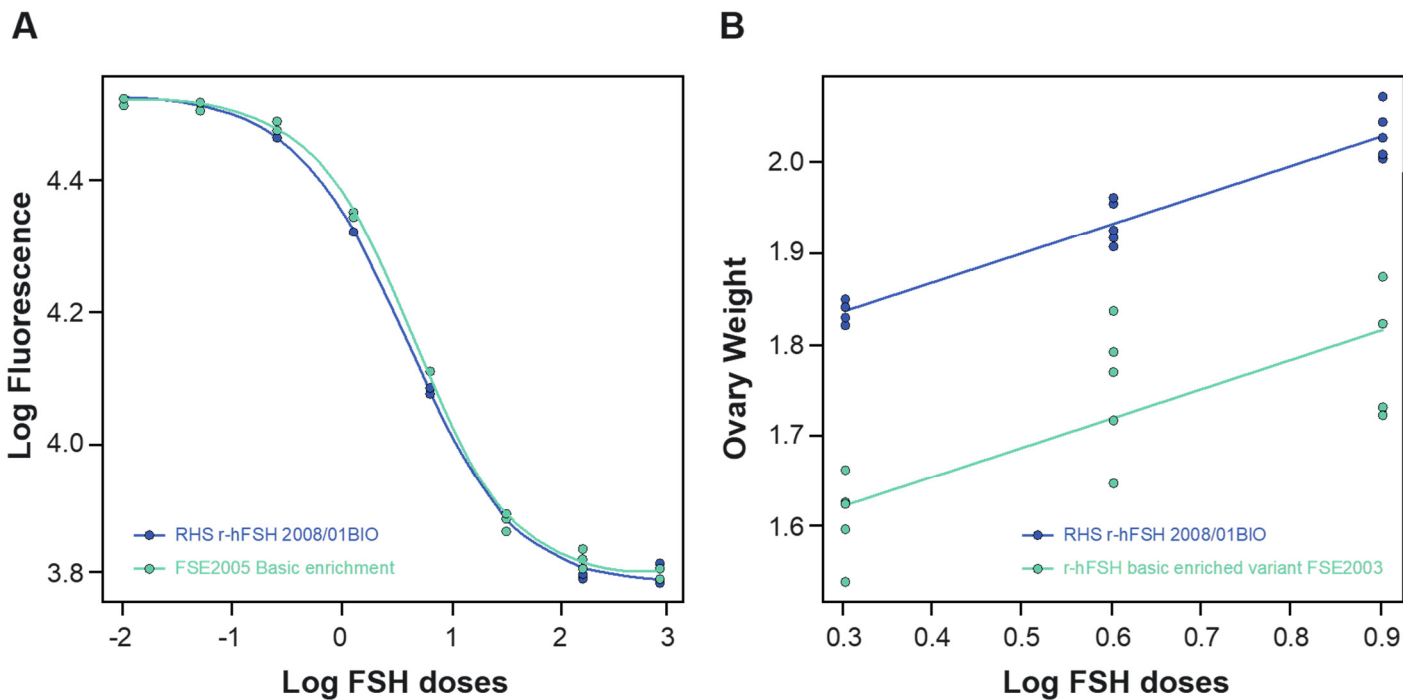 A
B
Log Fluorescence
4.4
4.2
4.0
3.8
RHS r-hFSH 2008/01BIO
FSE2005 Basic enrichment
-2 -1 0 1 2 3
Log FSH doses
Ovary Weight
2.0
1.9
1.8
1.7
1.6
RHS r-hFSH 2008/01BIO
r-hFSH basic enriched variant FSE2003
0.3 0.4 0.5 0.6 0.7 0.8 0.9
Log FSH doses